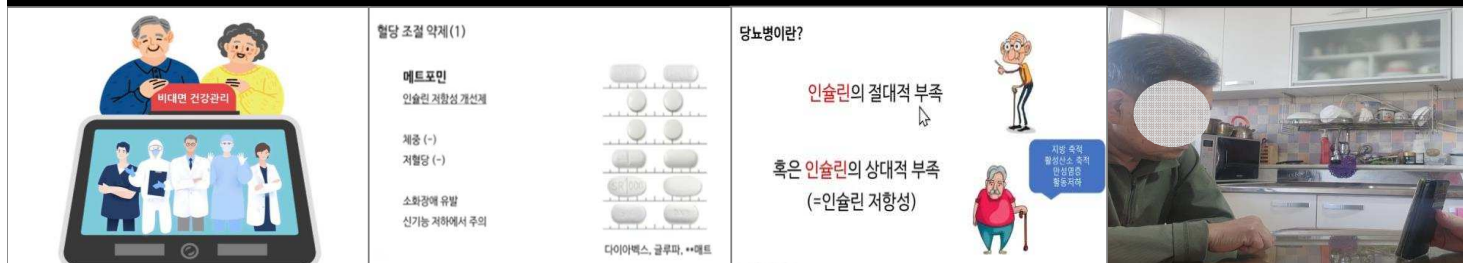 비대면 건강관리
혈당 조절 약제(1)
메트포민
인슐린 저항성 개선제
체중 (-)
저혈당 (-)
소화장애 유발
신기능 저하에서 주의
다이아벡스, 글루파, **매트
당뇨병이란?
인슐린의 절대적 부족
혹은 인슐린의 상대적 부족
(=인슐린 저항성)
지방 축적
활성산소 축적
만성염증
활동저하